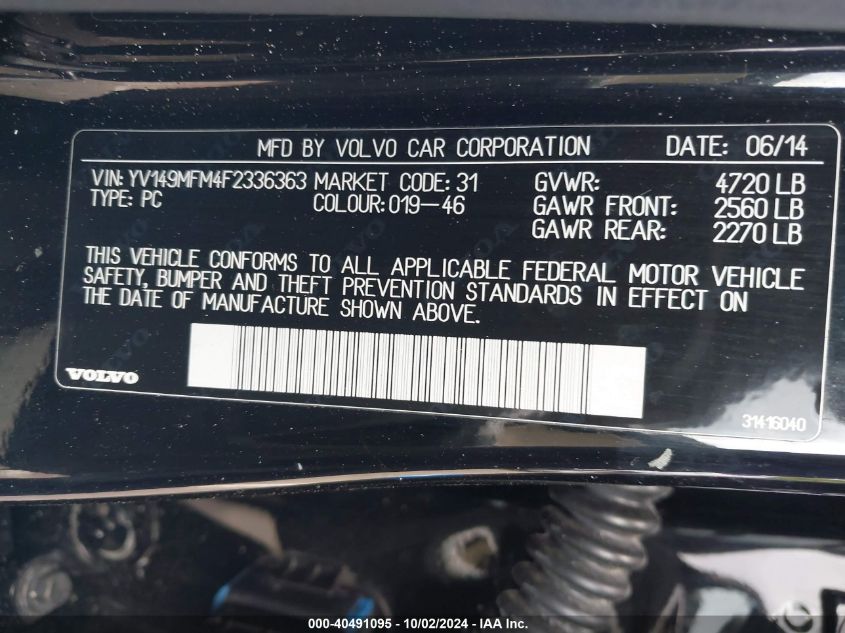 MFD BY VOLVO CAR CORPORATION DATE: 06/14
VIN: YV149MFM4F2336363 MARKET CODE: 31 GVWR: 4720 LB
TYPE: PC COLOUR: 019-46 GAWR FRONT: 2560 LB
GAWR REAR: 2270 LB
THIS VEHICLE CONFORMS TO ALL APPLICABLE FEDERAL MOTOR VEHICLE
SAFETY, BUMPER AND THEFT PREVENTION STANDARDS IN EFFECT ON
THE DATE OF MANUFACTURE SHOWN ABOVE.
VOLVO
31416040
000-40491095 - 10/02/2024 - © IAA Inc.